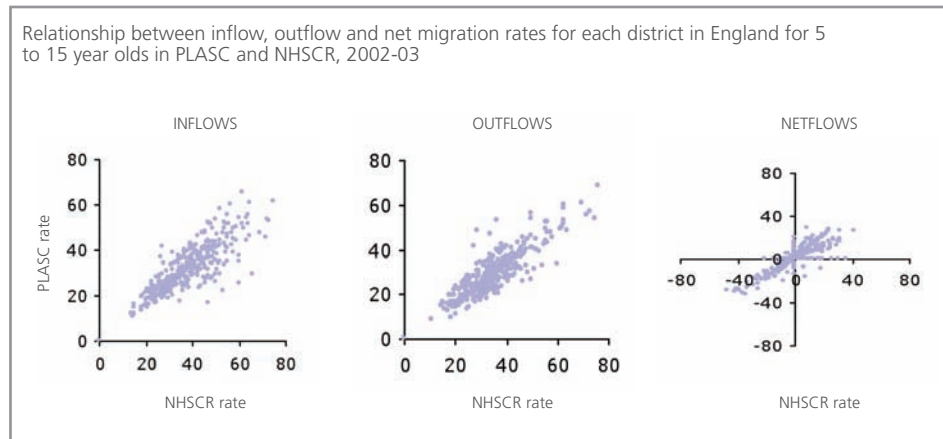 Relationship between inflow, outflow and net migration rates for each district in England for 5
to 15 year olds in PLASC and NHSCR, 2002-03
INFLOWS
80
60
40
20
0
0 20 40 60 80
PLASC rate
NHSCR rate
OUTFLOWS
80
60
40
20
0
0 20 40 60 80
NHSCR rate
NETFLOWS
80
40
0
-40
-80
-80 -40 0 40 80
NHSCR rate